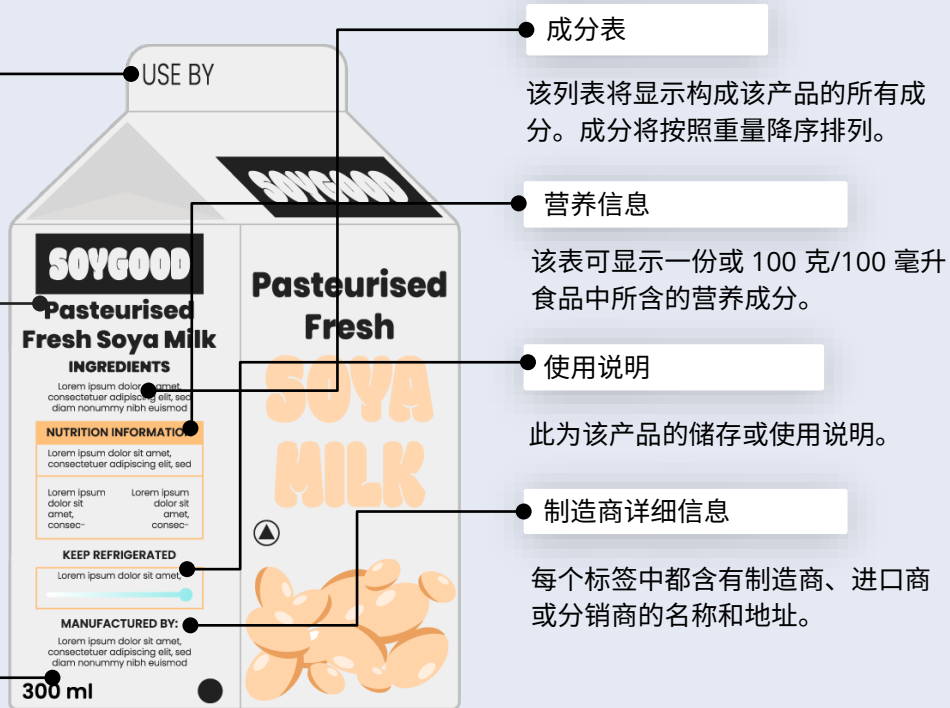 USE BY
SOYGOOD
SOYGOOD
Pasteurised
Fresh Soya Milk
INGREDIENTS
Lorem ipsum dolor sit amet,
consectetuer adipiscing elit, sed
diam nonummy nibh euismod
NUTRITION INFORMATION
Lorem ipsum dolor sit amet,
consectetuer adipiscing elit, sed
Lorem ipsum
dolor sit
amet,
consec-
Lorem ipsum
dolor sit
amet,
consec-
KEEP REFRIGERATED
Lorem ipsum dolor sit amet,
MANUFACTURED BY:
Lorem ipsum dolor sit amet,
consectetuer adipiscing elit, sed
diam nonummy nibh euismod
300 ml
Pasteurised
Fresh
SOYA
MILK
成分表
该列表将显示构成该产品的所有成
分。成分将按照重量降序排列。
营养信息
该表可显示一份或 100 克/100 毫升
食品中所含的营养成分。
使用说明
此为该产品的储存或使用说明。
制造商详细信息
每个标签中都含有制造商、进口商
或分销商的名称和地址。